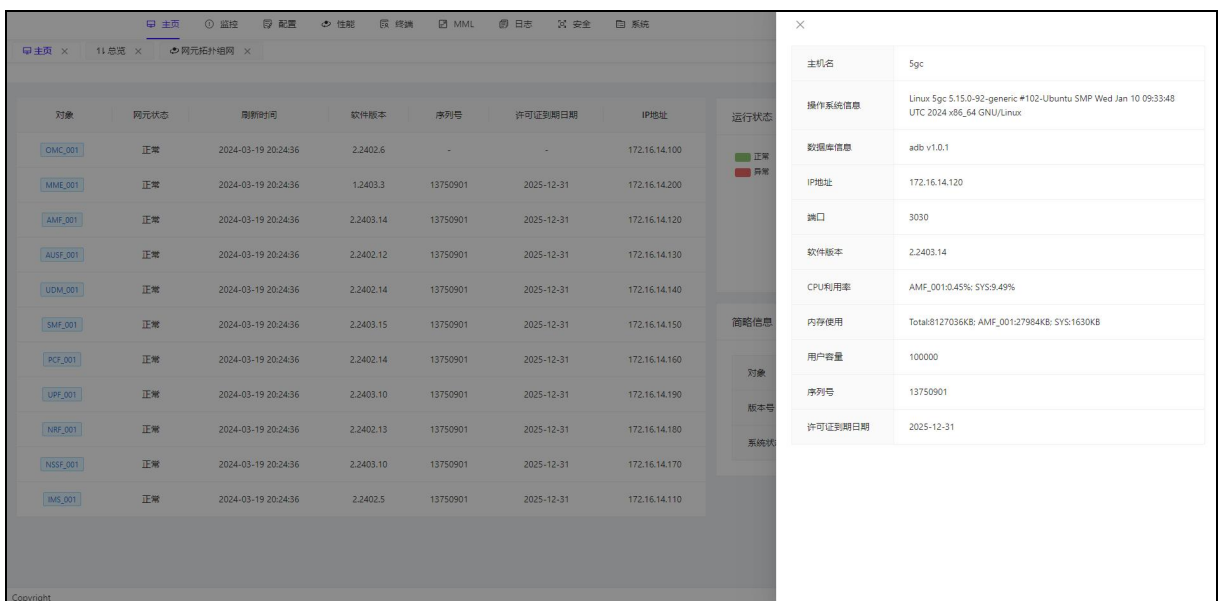 主页 监控 配置 性能 终端 MML 日志 安全 系统
主页 × 总览 × 网元拓扑组网 ×
对象 网元状态 刷新时间 软件版本 序列号 许可证到期日期 IP地址
OMC_001 正常 2024-03-19 20:24:36 2.2402.6 - - 172.16.14.100
MME_001 正常 2024-03-19 20:24:36 1.2403.3 13750901 2025-12-31 172.16.14.200
AMF_001 正常 2024-03-19 20:24:36 2.2403.14 13750901 2025-12-31 172.16.14.120
AUSF_001 正常 2024-03-19 20:24:36 2.2402.12 13750901 2025-12-31 172.16.14.130
UDM_001 正常 2024-03-19 20:24:36 2.2402.14 13750901 2025-12-31 172.16.14.140
SMF_001 正常 2024-03-19 20:24:36 2.2403.15 13750901 2025-12-31 172.16.14.150
PCF_001 正常 2024-03-19 20:24:36 2.2402.14 13750901 2025-12-31 172.16.14.160
UPF_001 正常 2024-03-19 20:24:36 2.2403.10 13750901 2025-12-31 172.16.14.190
NRF_001 正常 2024-03-19 20:24:36 2.2402.13 13750901 2025-12-31 172.16.14.180
NSSF_001 正常 2024-03-19 20:24:36 2.2403.10 13750901 2025-12-31 172.16.14.170
IMS_001 正常 2024-03-19 20:24:36 2.2402.5 13750901 2025-12-31 172.16.14.110
运行状态
正常
异常
简略信息
对象
版本号
系统状
Copyright
×
主机名 5gc
操作系统信息 Linux 5gc 5.15.0-92-generic #102-Ubuntu SMP Wed Jan 10 09:33:48
UTC 2024 x86_64 GNU/Linux
数据库信息 adb v1.0.1
IP地址 172.16.14.120
端口 3030
软件版本 2.2403.14
CPU利用率 AMF_001:0.45%; SYS:9.49%
内存使用 Total:8127036KB; AMF_001:27984KB; SYS:1630KB
用户容量 100000
序列号 13750901
许可证到期日期 2025-12-31